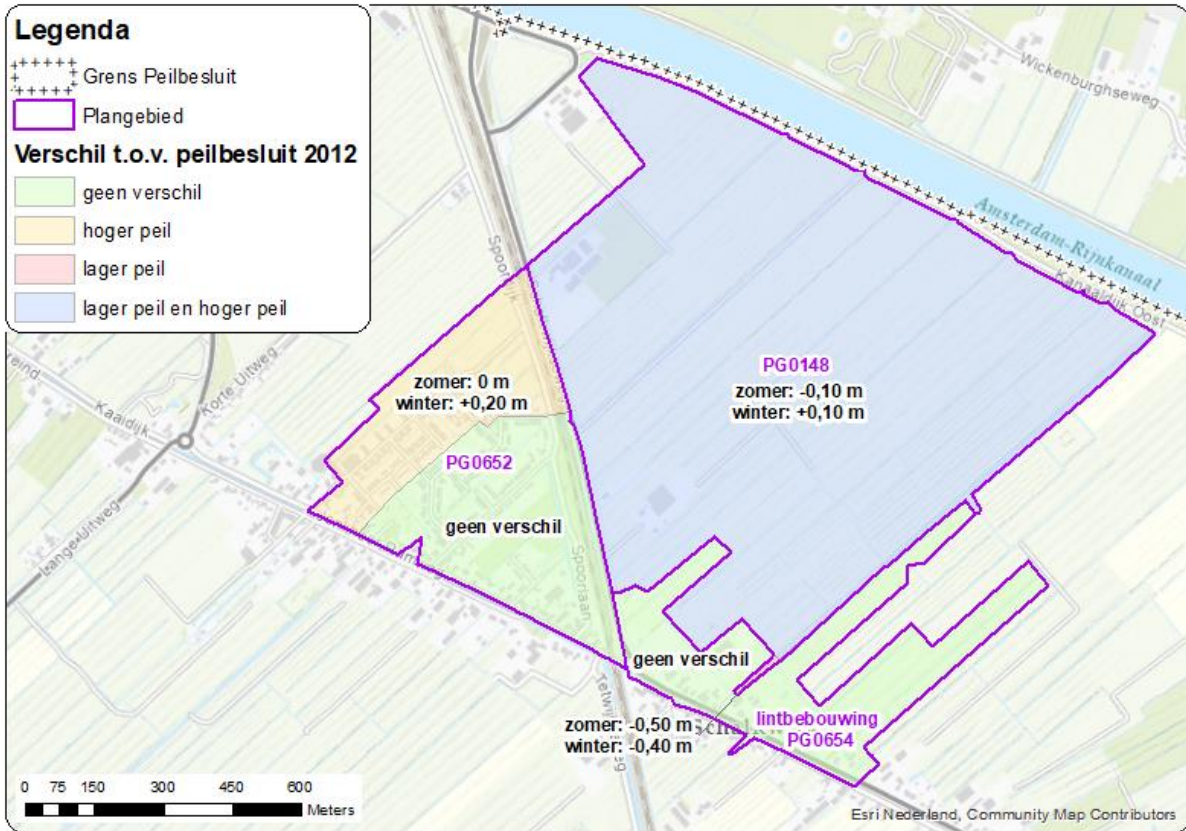 Legenda
Grens Peilbesluit
Plangebied
Verschil t.o.v. peilbesluit 2012
geen verschil
hoger peil
lager peil
lager peil en hoger peil
Wickenburghseweg
Amsterdam-Rijnkanaal
Kanaaldijk Oost
PG0148
zomer: -0,10 m
winter: +0,10 m
zomer: 0 m
winter: +0,20 m
Korte Uitweg
Kaaidijk
Lange Uitweg
PG0652
geen verschil
Spoorlaan
geen verschil
lintbebouwing
PG0654
zomer: -0,50 m
winter: -0,40 m
0 75 150 300 450 600
Meters
Esri Nederland, Community Map Contributors